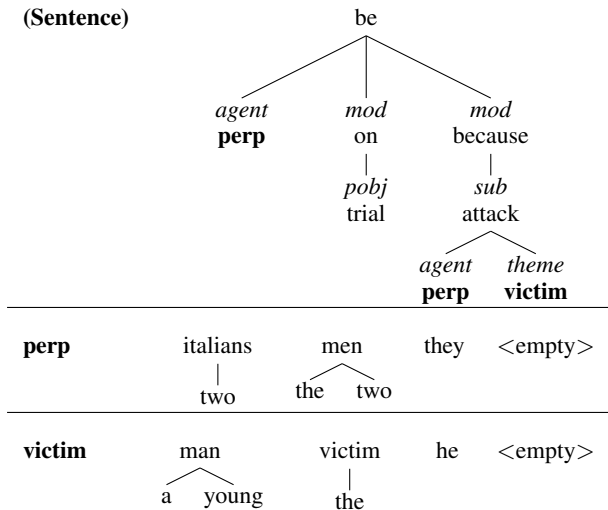 (Sentence) be
agent mod mod
perp on because
pobj sub
trial attack
agent theme
perp victim
perp italians men they <empty>
two the two
victim man victim he <empty>
a young the